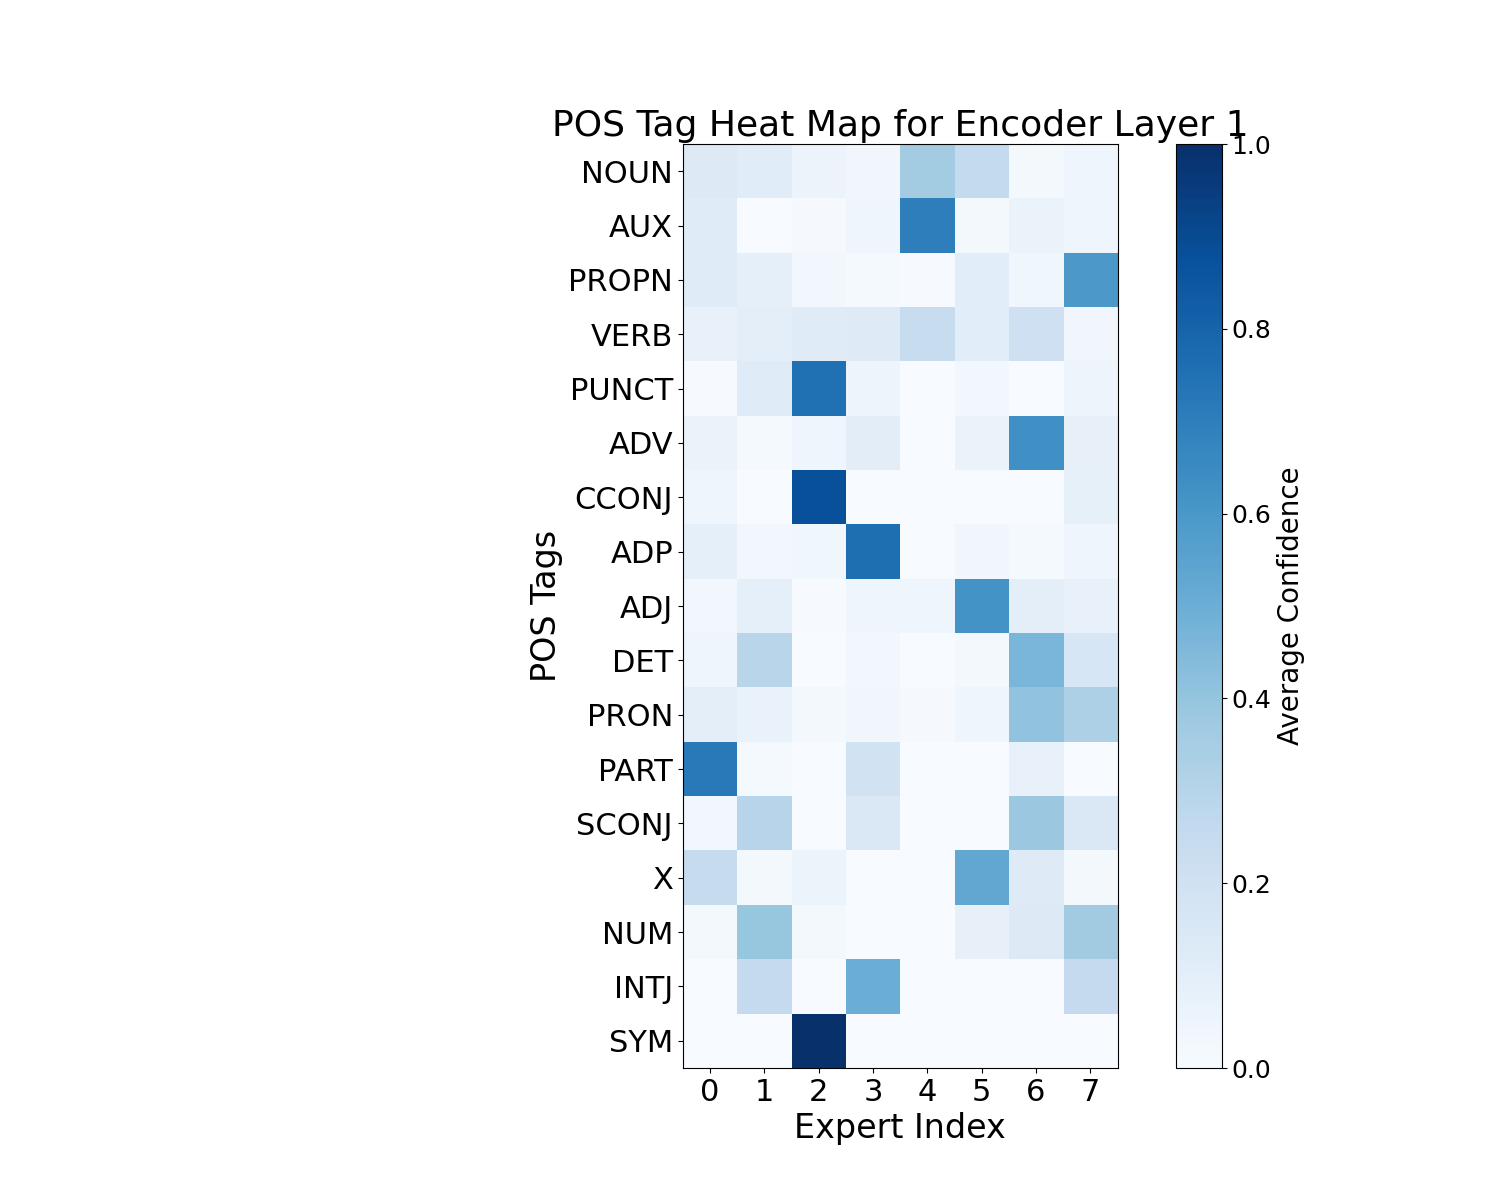 POS Tag Heat Map for Encoder Layer 1
NOUN
AUX
PROPN
VERB
PUNCT
ADV
CCONJ
ADP
ADJ
DET
PRON
PART
SCONJ
X
NUM
INTJ
SYM
POS Tags
0 1 2 3 4 5 6 7
Expert Index
1.0
0.8
0.6
0.4
0.2
0.0
Average Confidence